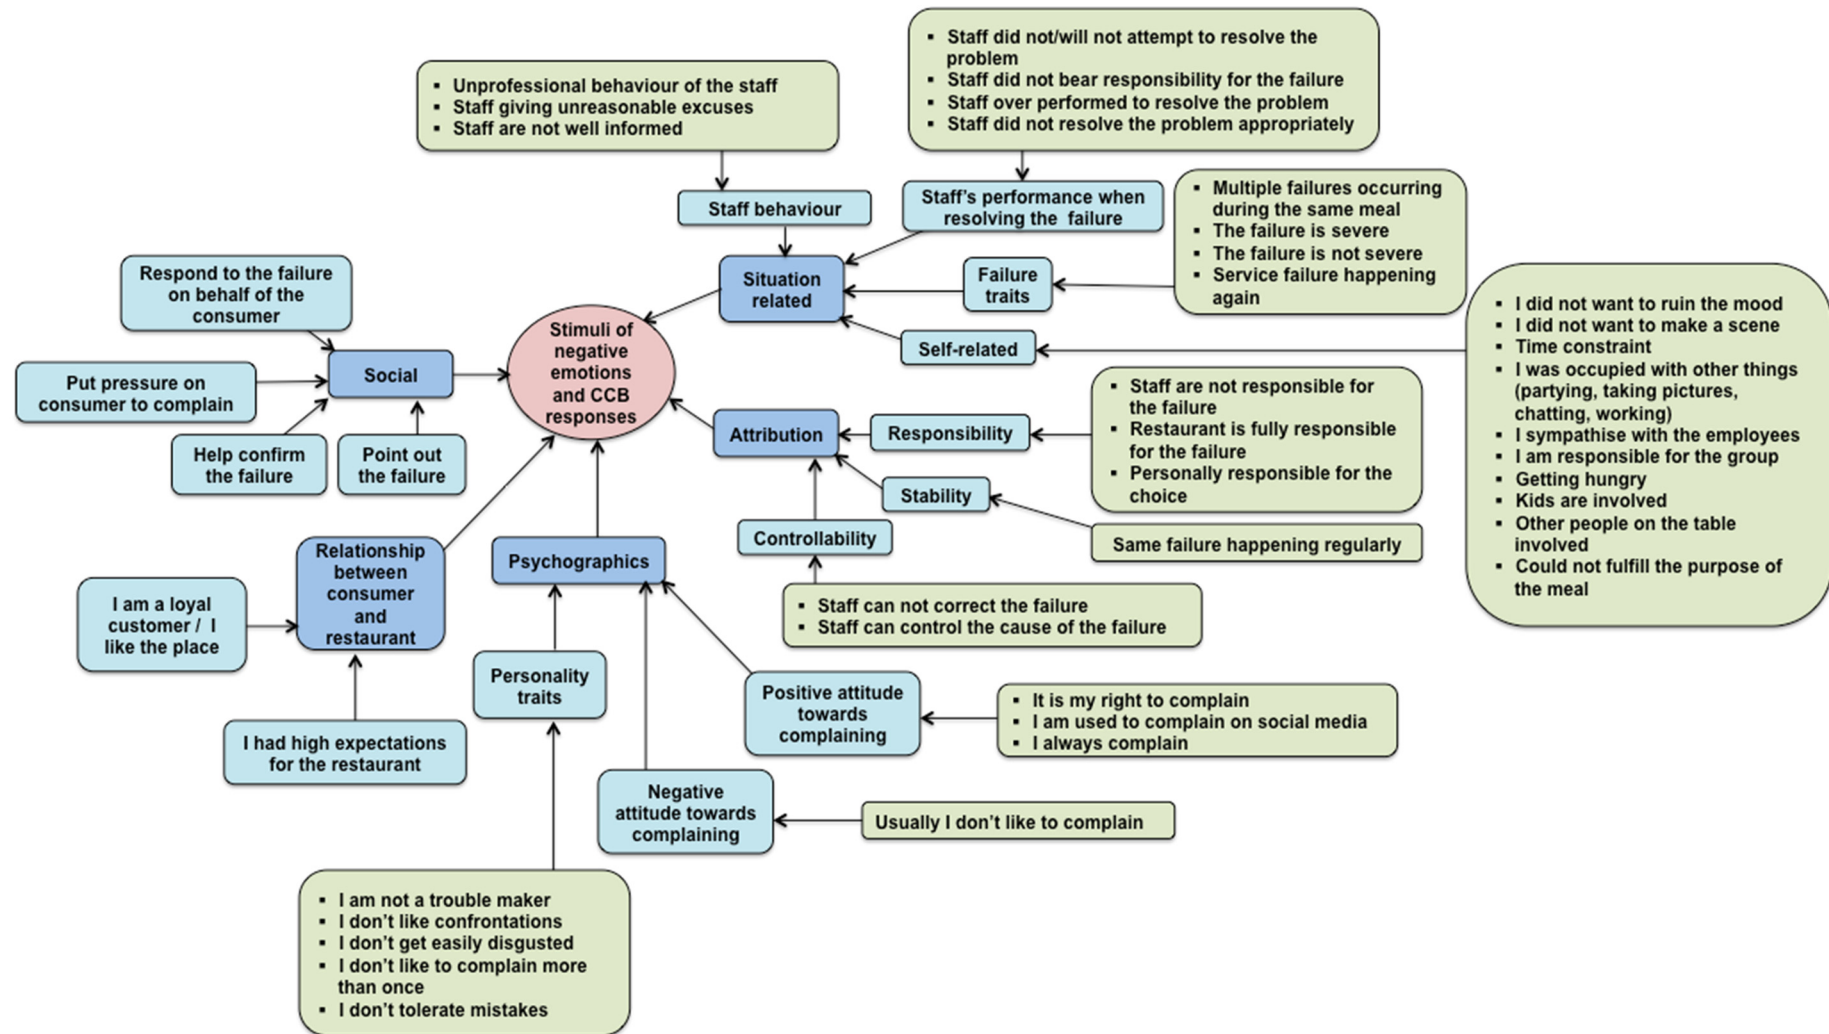 ▪ Staff did not/will not attempt to resolve the
problem
▪ Staff did not bear responsibility for the failure
▪ Staff over performed to resolve the problem
▪ Staff did not resolve the problem appropriately
▪ Unprofessional behaviour of the staff
▪ Staff giving unreasonable excuses
▪ Staff are not well informed
Staff behaviour
Staff's performance when
resolving the failure
▪ Multiple failures occurring
during the same meal
▪ The failure is severe
▪ The failure is not severe
▪ Service failure happening
again
Situation
related
Failure
traits
Self-related
▪ I did not want to ruin the mood
▪ I did not want to make a scene
▪ Time constraint
▪ I was occupied with other things
(partying, taking pictures,
chatting, working)
▪ I sympathise with the employees
▪ I am responsible for the group
▪ Getting hungry
▪ Kids are involved
▪ Other people on the table
involved
▪ Could not fulfill the purpose of
the meal
Respond to the failure
on behalf of the
consumer
Social
Put pressure on
consumer to complain
Help confirm
the failure
Point out
the failure
Stimuli of
negative
emotions
and CCB
responses
Attribution
Responsibility
▪ Staff are not responsible for
the failure
▪ Restaurant is fully responsible
for the failure
▪ Personally responsible for the
choice
Stability
Same failure happening regularly
Controllability
▪ Staff can not correct the failure
▪ Staff can control the cause of the failure
Relationship
between
consumer
and
restaurant
I am a loyal
customer / I
like the place
I had high expectations
for the restaurant
Psychographics
Personality
traits
Positive attitude
towards
complaining
▪ It is my right to complain
▪ I am used to complain on social media
▪ I always complain
Negative
attitude towards
complaining
Usually I don't like to complain
▪ I am not a trouble maker
▪ I don't like confrontations
▪ I don't get easily disgusted
▪ I don't like to complain more
than once
▪ I don't tolerate mistakes